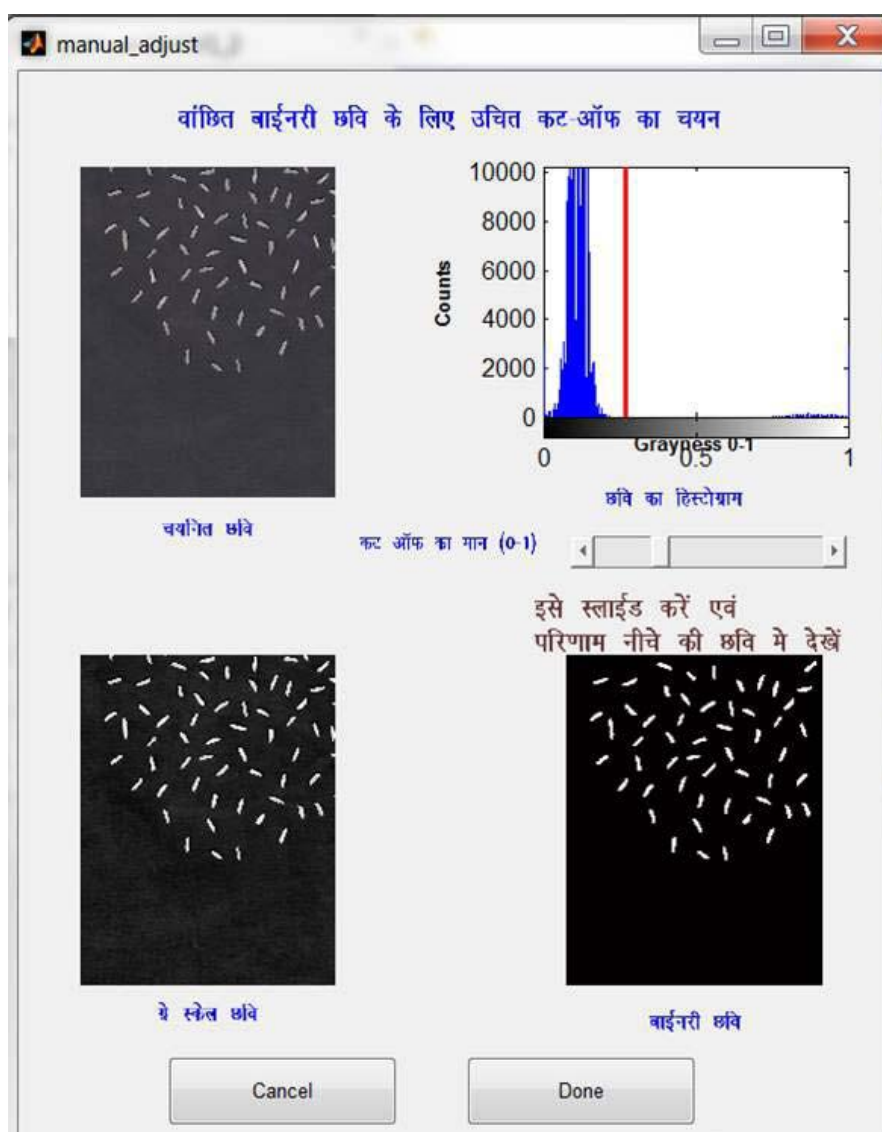 manual_adjust
वांछित बाईनरी छवि के लिए उचित कट-ऑफ का चयन
10000
8000
6000
4000
2000
0
Counts
0
0.5
1
Grayness 0-1
छवि का हिस्टोग्राम
चयनित छवि
कट ऑफ का मान (0-1)
इसे स्लाईड करें एवं
परिणाम नीचे की छवि मे देखें
ग्रे स्केल छवि
बाईनरी छवि
Cancel
Done